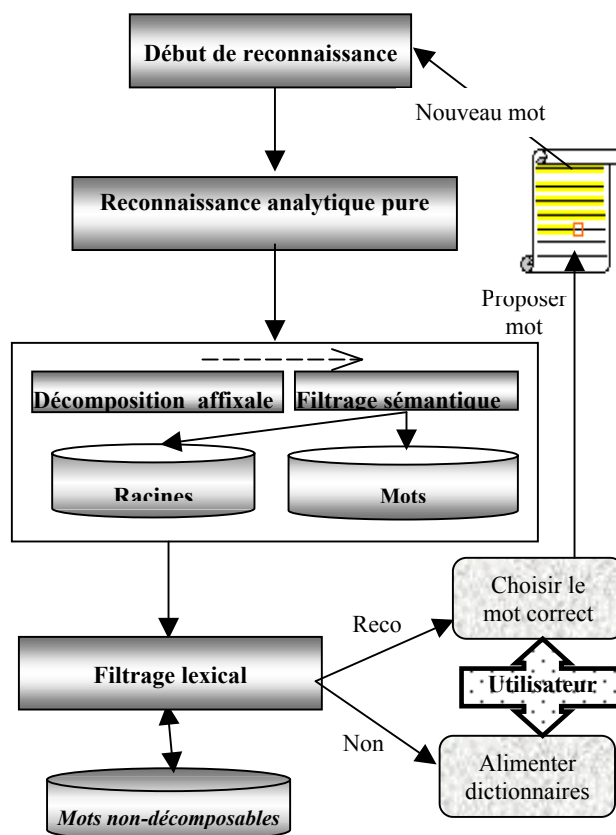 Début de reconnaissance
Nouveau mot
Reconnaissance analytique pure
Proposer
mot
Décomposition affixale
Filtrage sémantique
Racines
Mots
Choisir le
mot correct
Reco
Filtrage lexical
Utilisateur
Non
Alimenter
dictionnaires
Mots non-décomposables